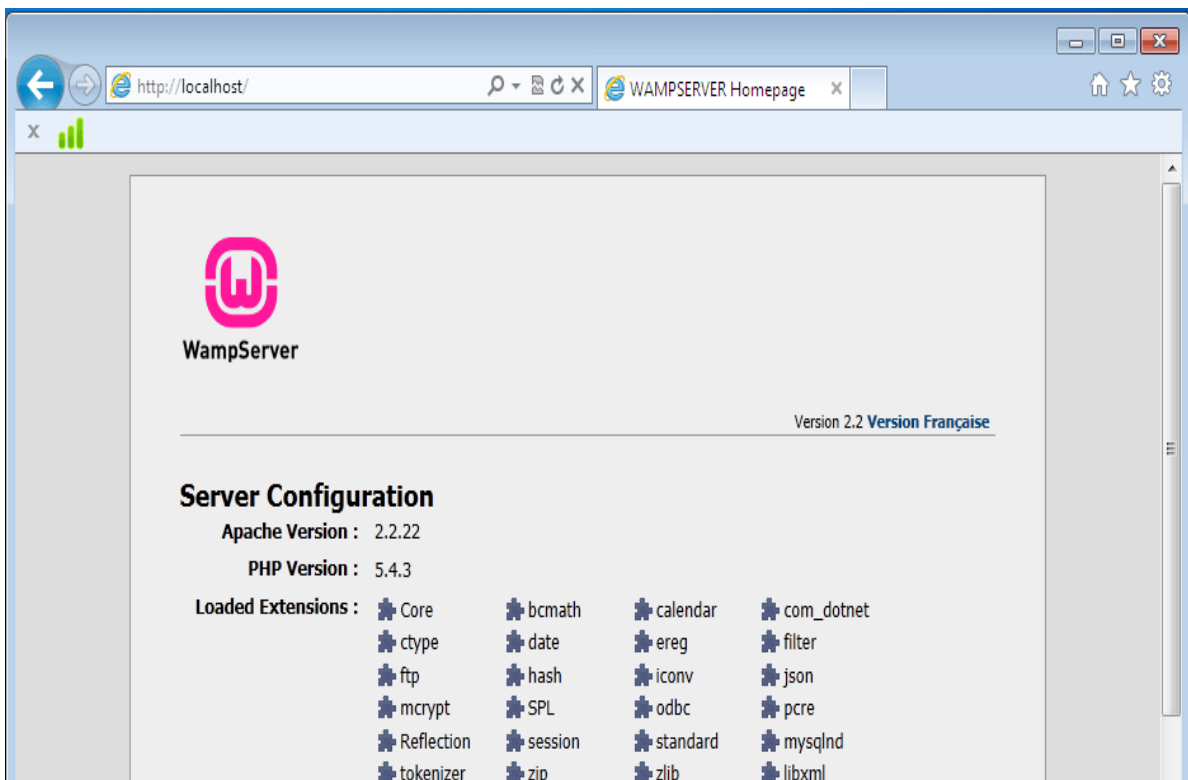 http://localhost/
WAMPSERVER Homepage
WampServer
Version 2.2 Version Française
Server Configuration
Apache Version : 2.2.22
PHP Version : 5.4.3
Loaded Extensions : Core bcmath calendar com_dotnet
ctype date ereg filter
ftp hash iconv json
mcrypt SPL odbc pcre
Reflection session standard mysqlnd
tokenizer zip zlib libxml